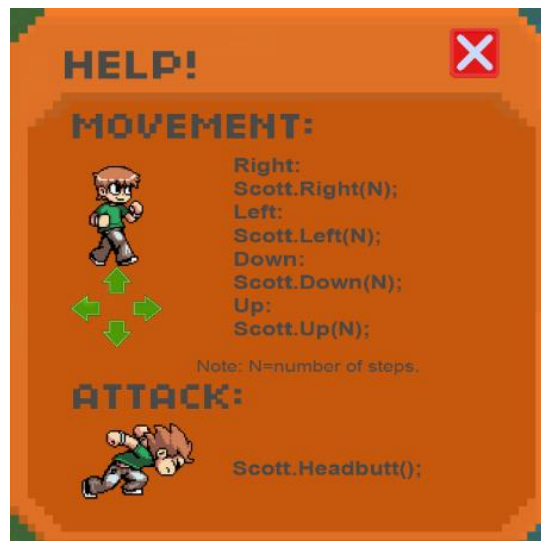 HELP!
MOVEMENT:
Right:
Scott.Right(N);
Left:
Scott.Left(N);
Down:
Scott.Down(N);
Up:
Scott.Up(N);
Note: N=number of steps.
ATTACK:
Scott.Headbutt();